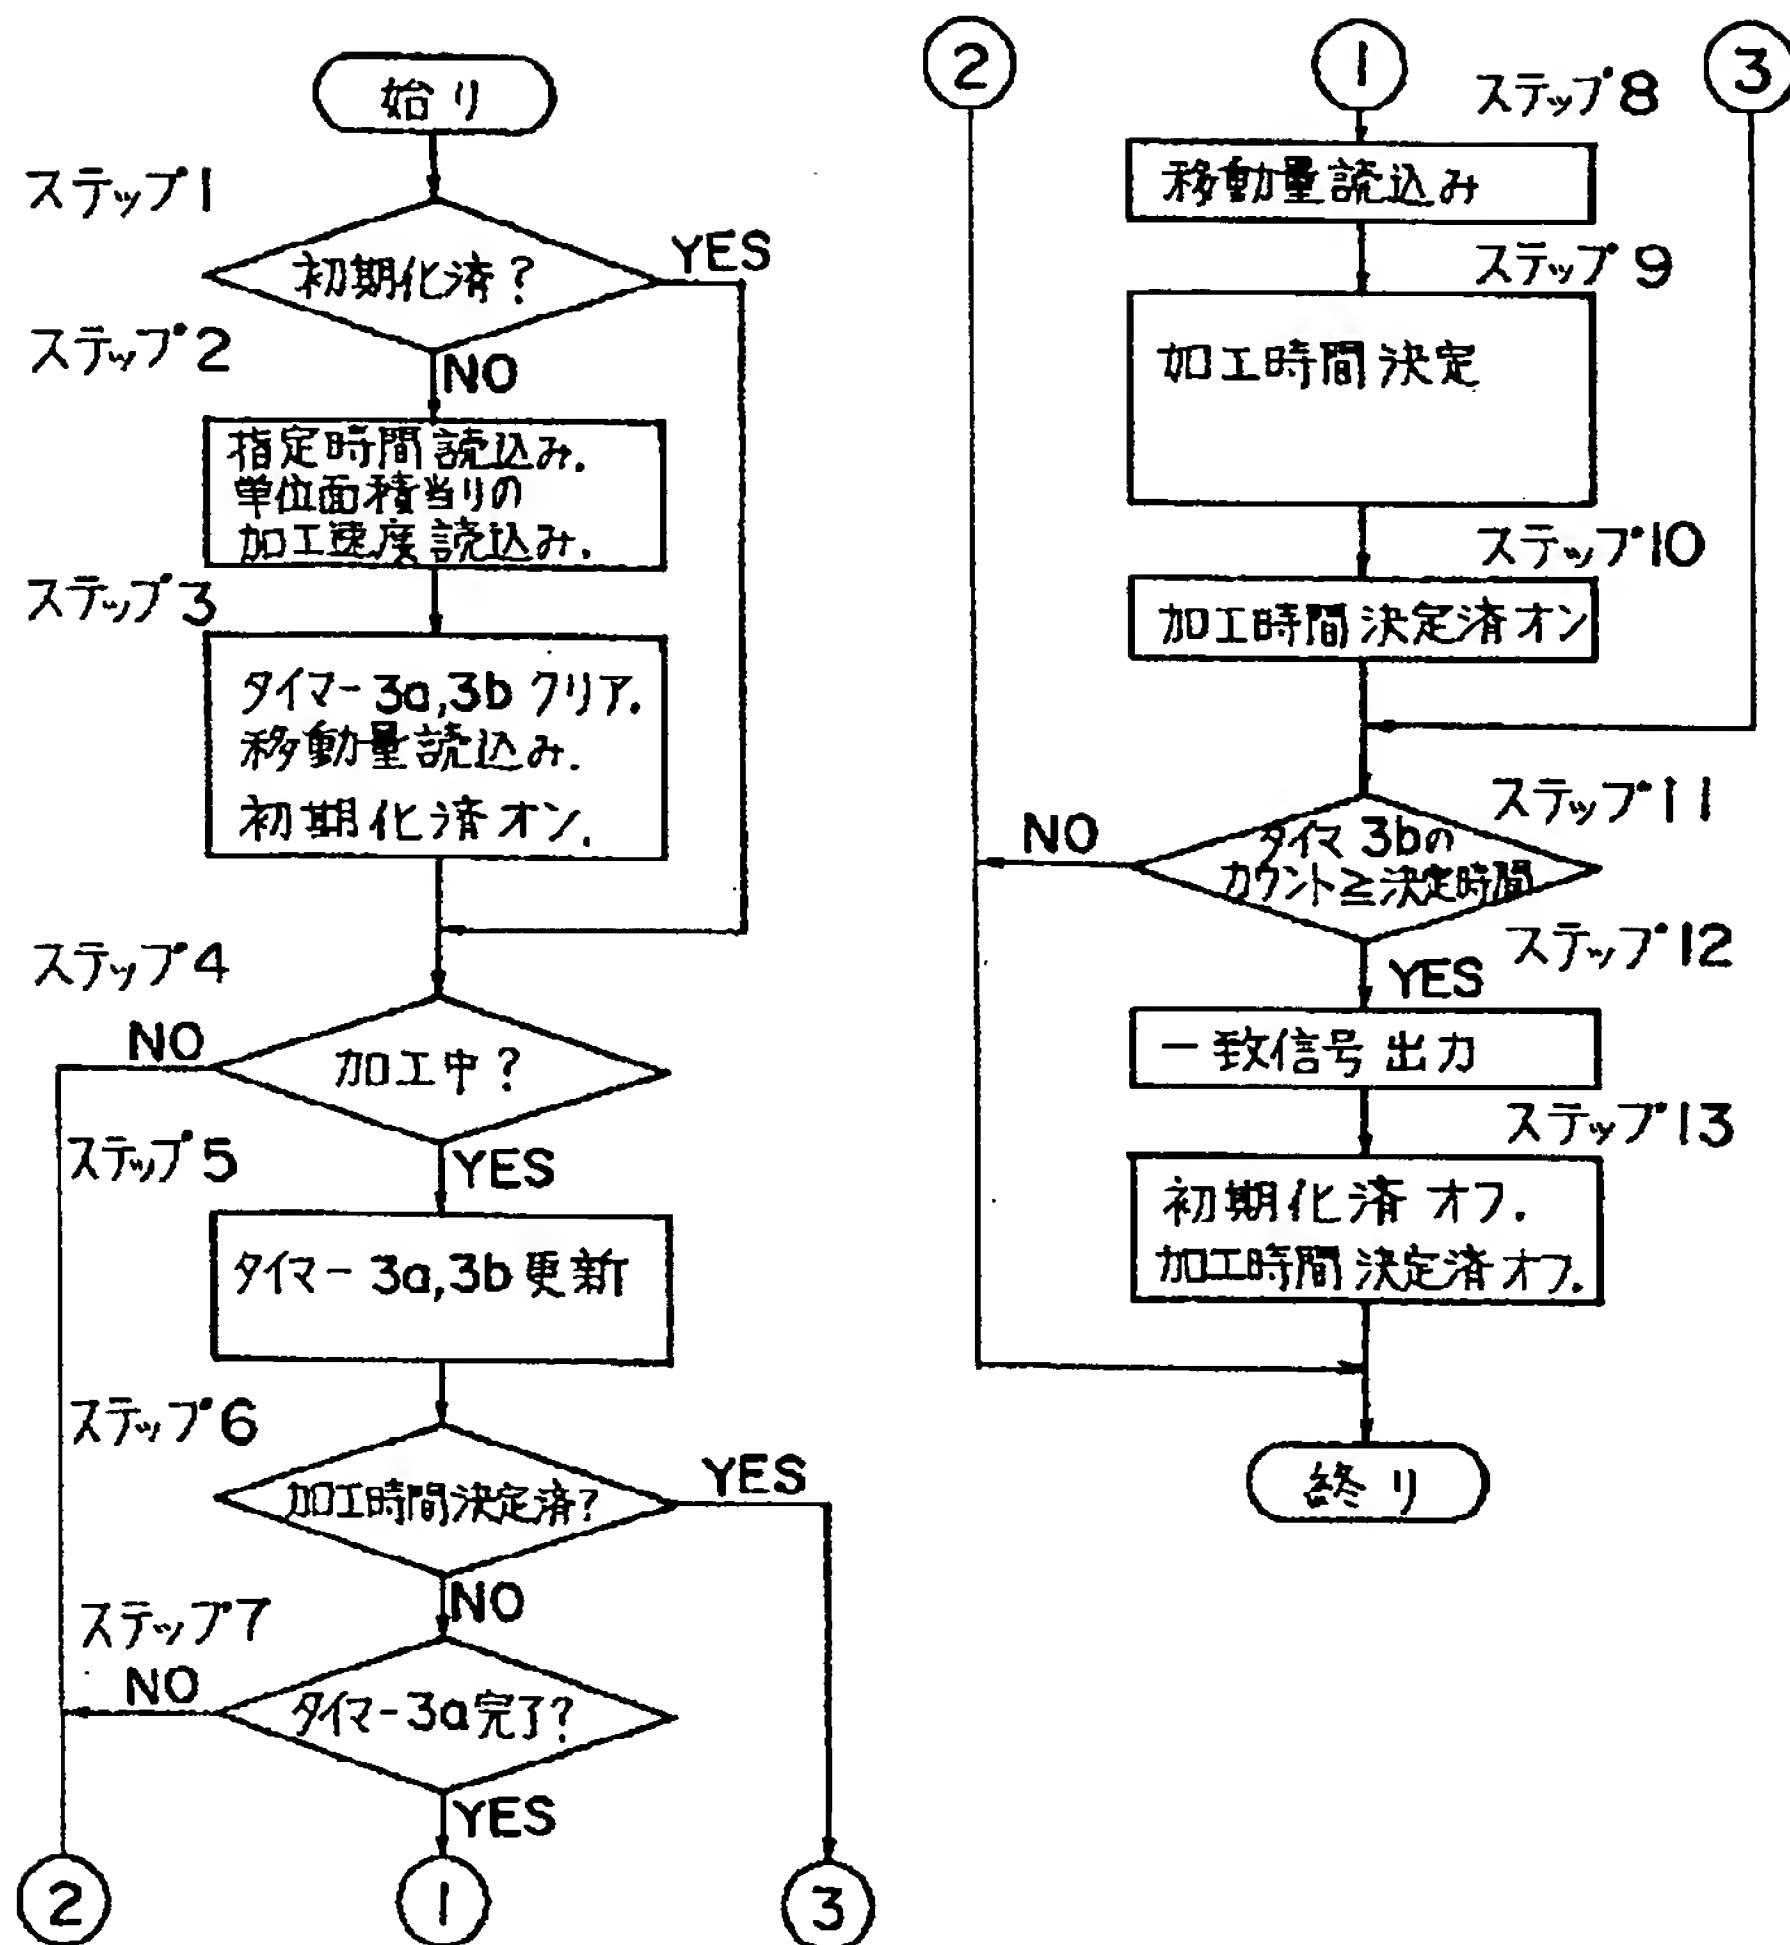 始り
ステップ1
初期化済?
YES
ステップ2
NO
指定時間読込み.
単位面積当りの
加工速度読込み.
ステップ3
タイマー3a,3bクリア.
移動量読込み.
初期化済オン.
ステップ4
NO
加工中?
ステップ5
YES
タイマー3a,3b更新
ステップ6
加工時間決定済?
YES
NO
ステップ7
NO
タイマー3a完了?
YES
2
1
3
2
1
3
ステップ8
移動量読込み
ステップ9
加工時間決定
ステップ10
加工時間決定済オン
ステップ11
NO
タイマ3bの
カウント≧決定時間
ステップ12
YES
一致信号出力
ステップ13
初期化済オフ.
加工時間決定済オフ.
終り